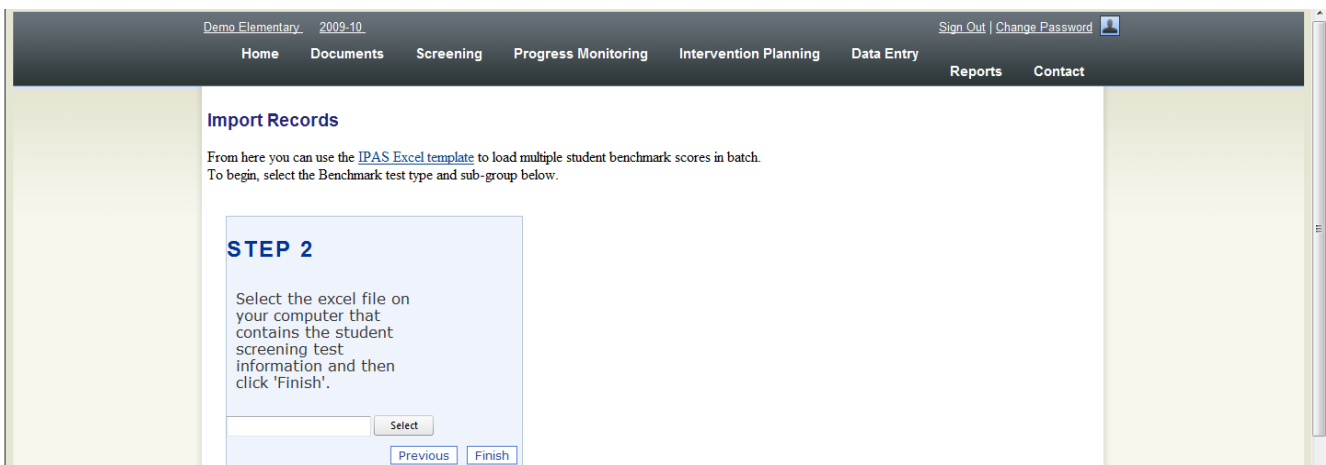 Demo Elementary 2009-10 Sign Out | Change Password
Home Documents Screening Progress Monitoring Intervention Planning Data Entry
Reports Contact
Import Records
From here you can use the IPAS Excel template to load multiple student benchmark scores in batch.
To begin, select the Benchmark test type and sub-group below.
STEP 2
Select the excel file on
your computer that
contains the student
screening test
information and then
click 'Finish'.
Select
Previous Finish